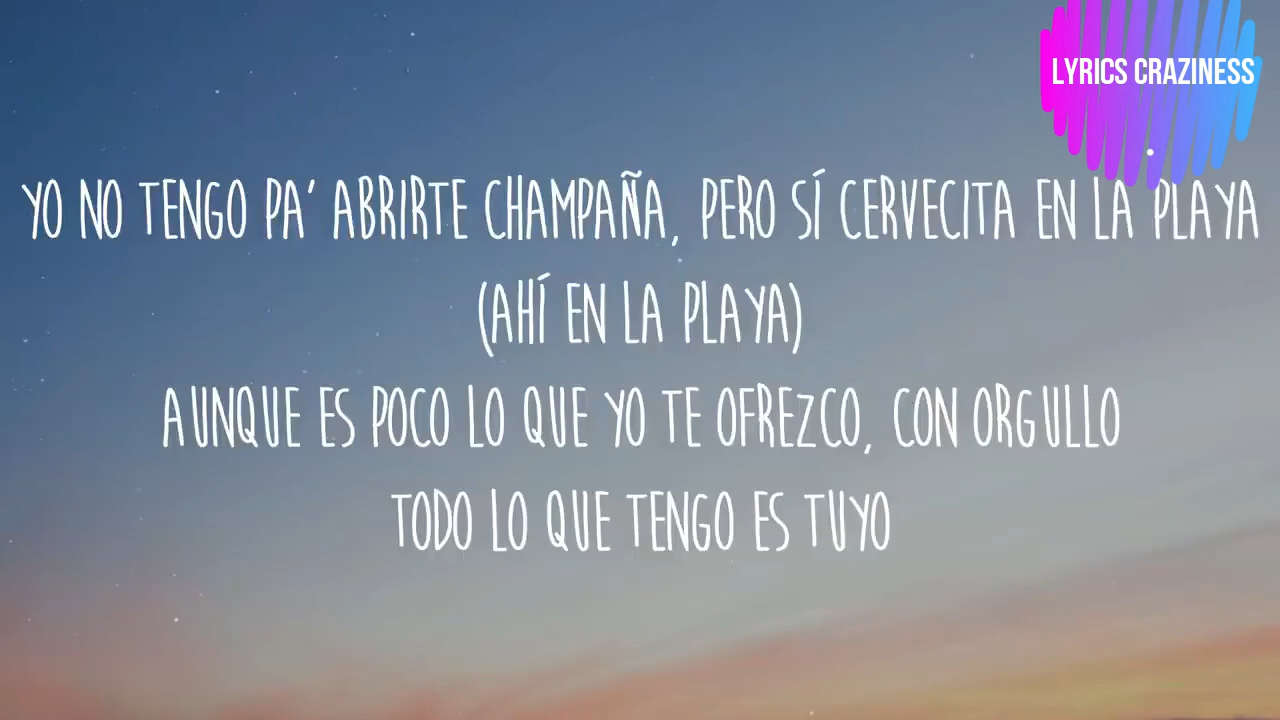 LYRICS CRAZINESS
YO NO TENGO PA' ABRIRTE CHAMPAÑA, PERO SÍ CERVECITA EN LA PLAYA
(AHÍ EN LA PLAYA)
AUNQUE ES POCO LO QUE YO TE OFREZCO, CON ORGULLO
TODO LO QUE TENGO ES TUYO